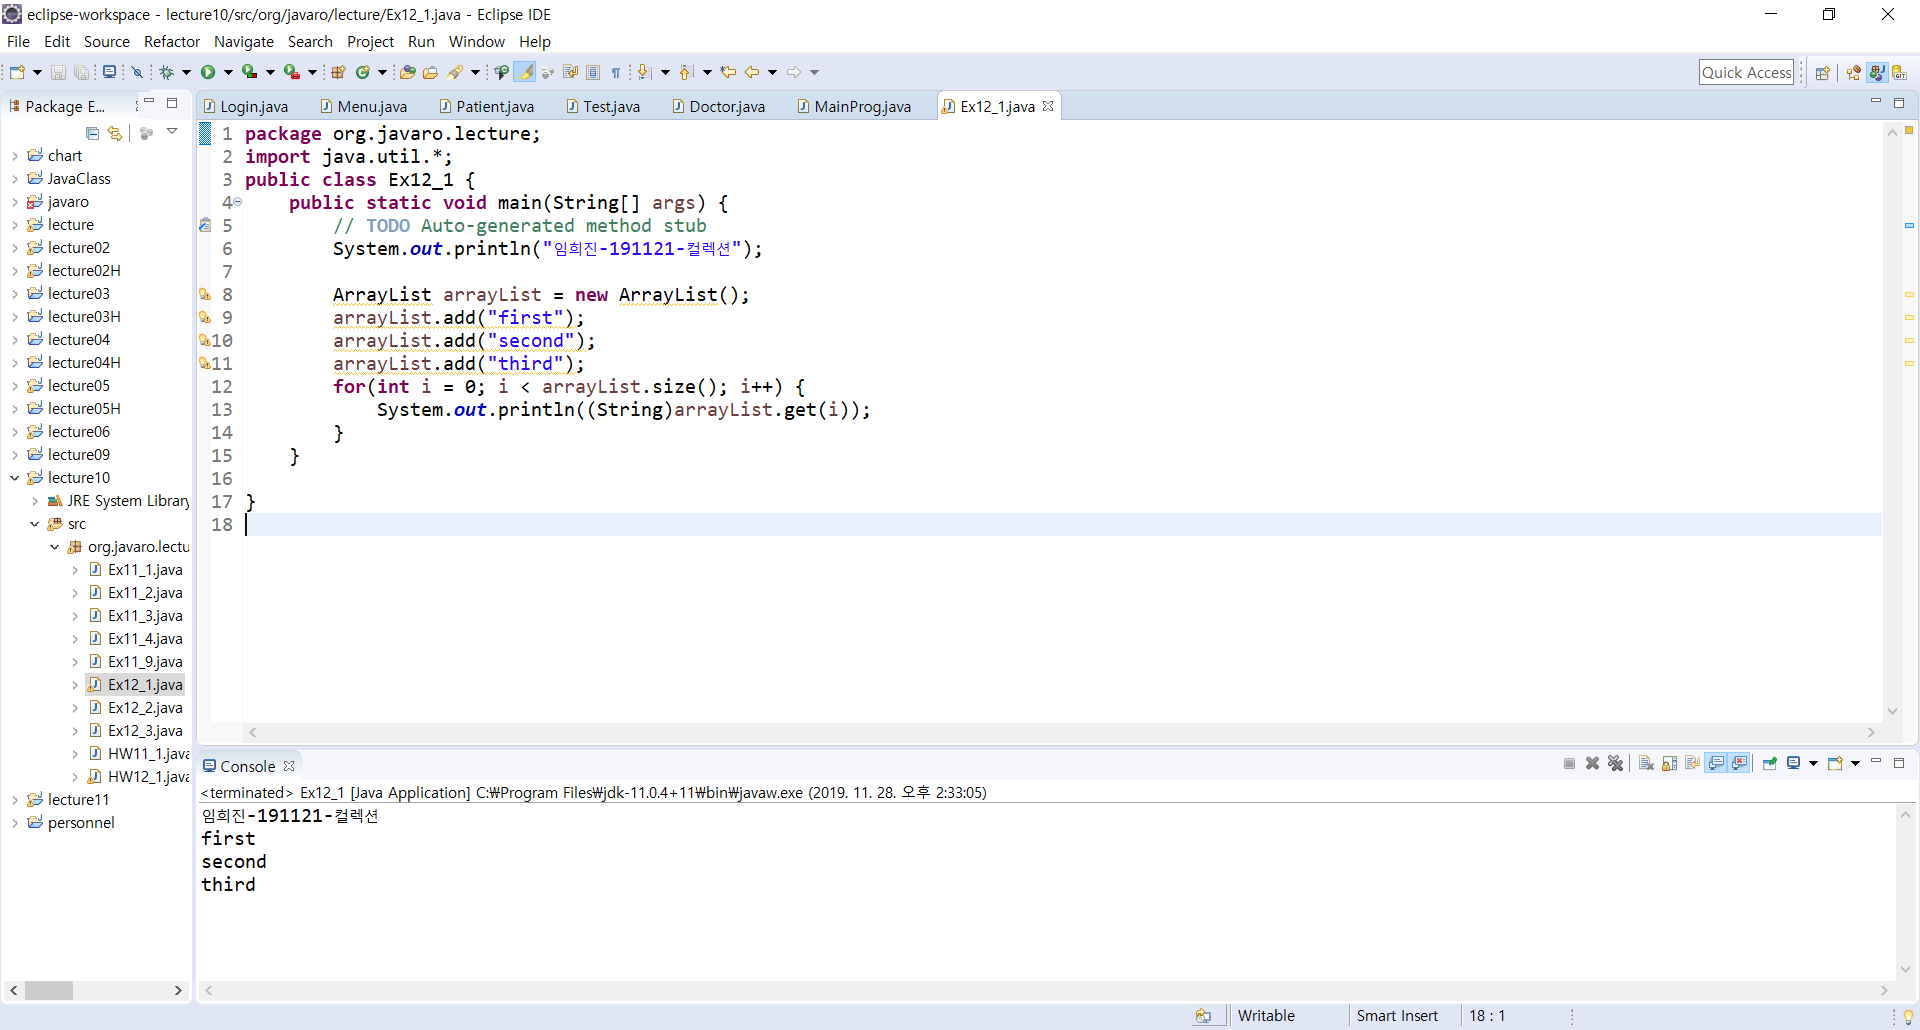 eclipse-workspace - lecture10/src/org/javaro/lecture/Ex12_1.java - Eclipse IDE
File Edit Source Refactor Navigate Search Project Run Window Help
Quick Access
Package E...
Login.java Menu.java Patient.java Test.java Doctor.java MainProg.java Ex12_1.java
chart
JavaClass
javaro
lecture
lecture02
lecture02H
lecture03
lecture03H
lecture04
lecture04H
lecture05
lecture05H
lecture06
lecture09
lecture10
JRE System Library
src
org.javaro.lectu
Ex11_1.java
Ex11_2.java
Ex11_3.java
Ex11_4.java
Ex11_9.java
Ex12_1.java
Ex12_2.java
Ex12_3.java
HW11_1.java
HW12_1.java
lecture11
personnel
1 package org.javaro.lecture;
2 import java.util.*;
3 public class Ex12_1 {
4 public static void main(String[] args) {
5 // TODO Auto-generated method stub
6 System.out.println("임희진-191121-컬렉션");
7
8 ArrayList arrayList = new ArrayList();
9 arrayList.add("first");
10 arrayList.add("second");
11 arrayList.add("third");
12 for(int i = 0; i < arrayList.size(); i++) {
13 System.out.println((String)arrayList.get(i));
14 }
15 }
16
17 }
18
Console
<terminated> Ex12_1 [Java Application] C:₩Program Files₩jdk-11.0.4+11₩bin₩javaw.exe (2019. 11. 28. 오후 2:33:05)
임희진-191121-컬렉션
first
second
third
Writable Smart Insert 18 : 1